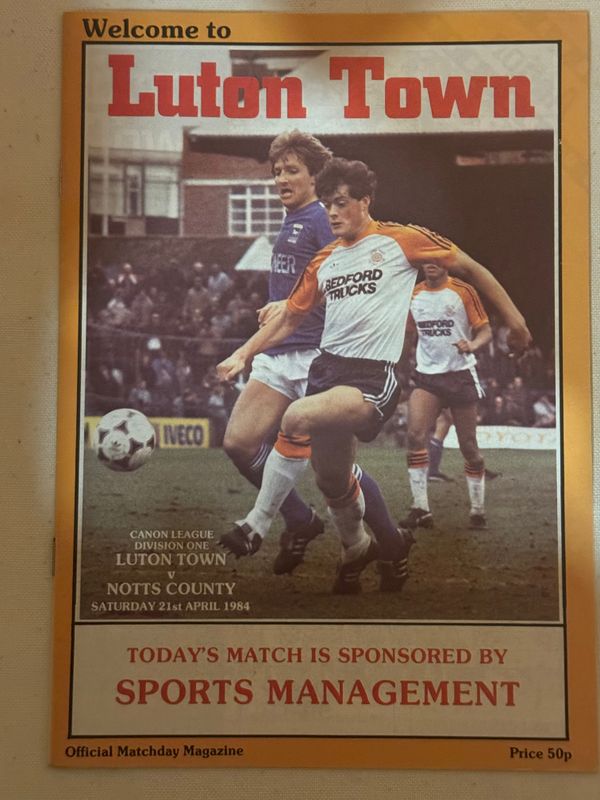 Welcome to
Luton Town
PIONEER
BEDFORD
TRUCKS
BEDFORD
TRUCKS
IVECO
CANON LEAGUE
DIVISION ONE
LUTON TOWN
v
NOTTS COUNTY
SATURDAY 21st APRIL 1984
TODAY'S MATCH IS SPONSORED BY
SPORTS MANAGEMENT
Official Matchday Magazine
Price 50p